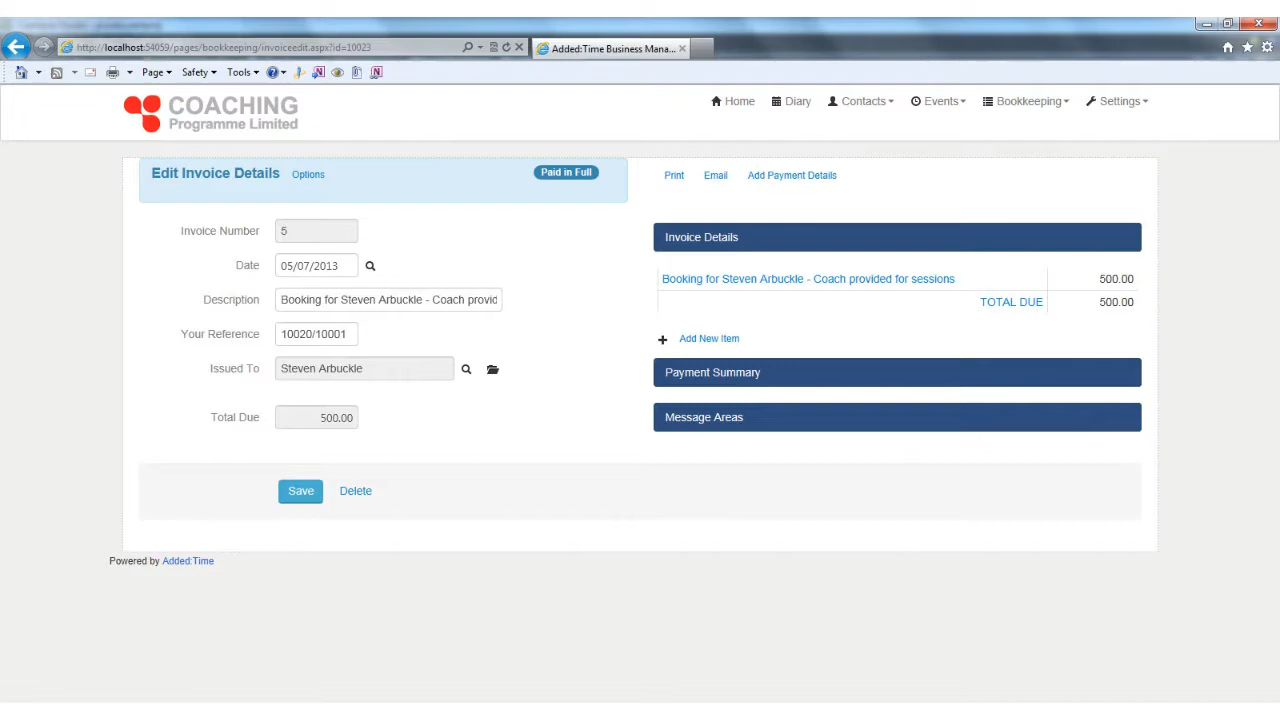 http://localhost:54059/pages/bookkeeping/invoiceedit.aspx?id=10023
Added:Time Business Mana...
Page Safety Tools
COACHING
Programme Limited
Home Diary Contacts Events Bookkeeping Settings
Edit Invoice Details Options Paid in Full
Print Email Add Payment Details
Invoice Number 5
Date 05/07/2013
Description Booking for Steven Arbuckle - Coach provid
Your Reference 10020/10001
Issued To Steven Arbuckle
Total Due 500.00
Invoice Details
Booking for Steven Arbuckle - Coach provided for sessions 500.00
TOTAL DUE 500.00
Add New Item
Payment Summary
Message Areas
Save Delete
Powered by Added:Time